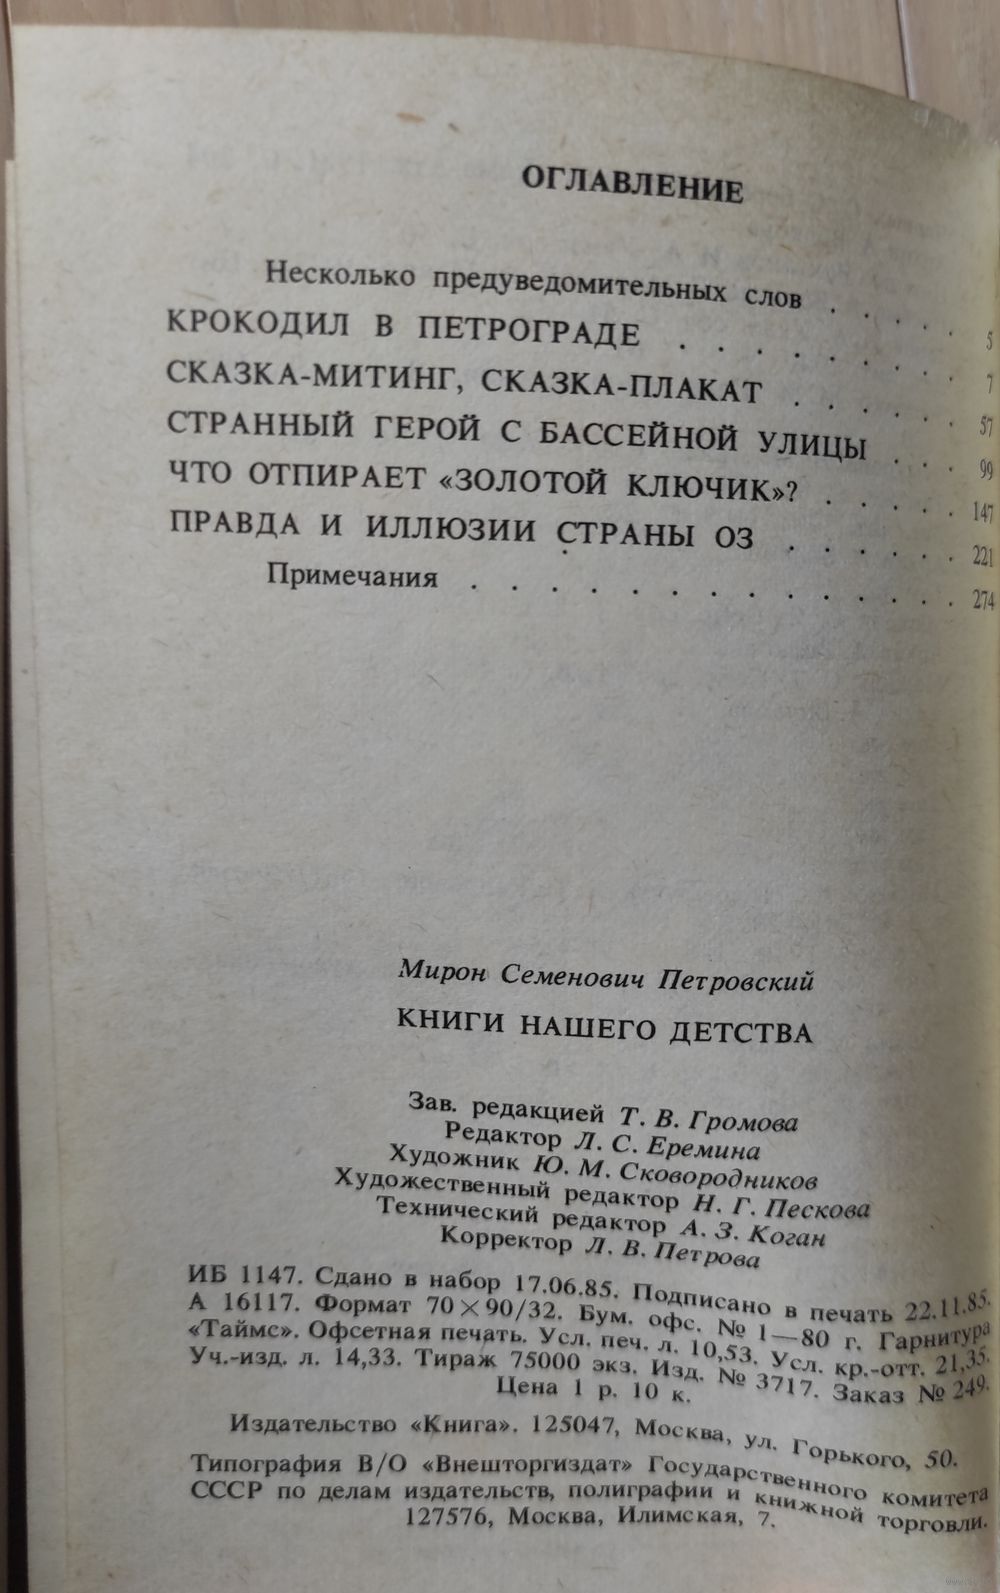 ОГЛАВЛЕНИЕ
Несколько предуведомительных слов . . . . 5
КРОКОДИЛ В ПЕТРОГРАДЕ . . . . . . . . 7
СКАЗКА-МИТИНГ, СКАЗКА-ПЛАКАТ . . . . . 57
СТРАННЫЙ ГЕРОЙ С БАССЕЙНОЙ УЛИЦЫ . . . 99
ЧТО ОТПИРАЕТ «ЗОЛОТОЙ КЛЮЧИК»? . . . . 147
ПРАВДА И ИЛЛЮЗИИ СТРАНЫ ОЗ . . . . . 221
Примечания . . . . . . . . . . . . . 274
Мирон Семенович Петровский
КНИГИ НАШЕГО ДЕТСТВА
Зав. редакцией Т. В. Громова
Редактор Л. С. Еремина
Художник Ю. М. Сковородников
Художественный редактор Н. Г. Пескова
Технический редактор А. З. Коган
Корректор Л. В. Петрова
ИБ 1147. Сдано в набор 17.06.85. Подписано в печать 22.11.85.
А 16117. Формат 70×90/32. Бум. офс. № 1—80 г. Гарнитура
«Таймс». Офсетная печать. Усл. печ. л. 10,53. Усл. кр.-отт. 21,35.
Уч.-изд. л. 14,33. Тираж 75000 экз. Изд. № 3717. Заказ № 249.
Цена 1 р. 10 к.
Издательство «Книга». 125047, Москва, ул. Горького, 50.
Типография В/О «Внешторгиздат» Государственного комитета
СССР по делам издательств, полиграфии и книжной торговли.
127576, Москва, Илимская, 7.